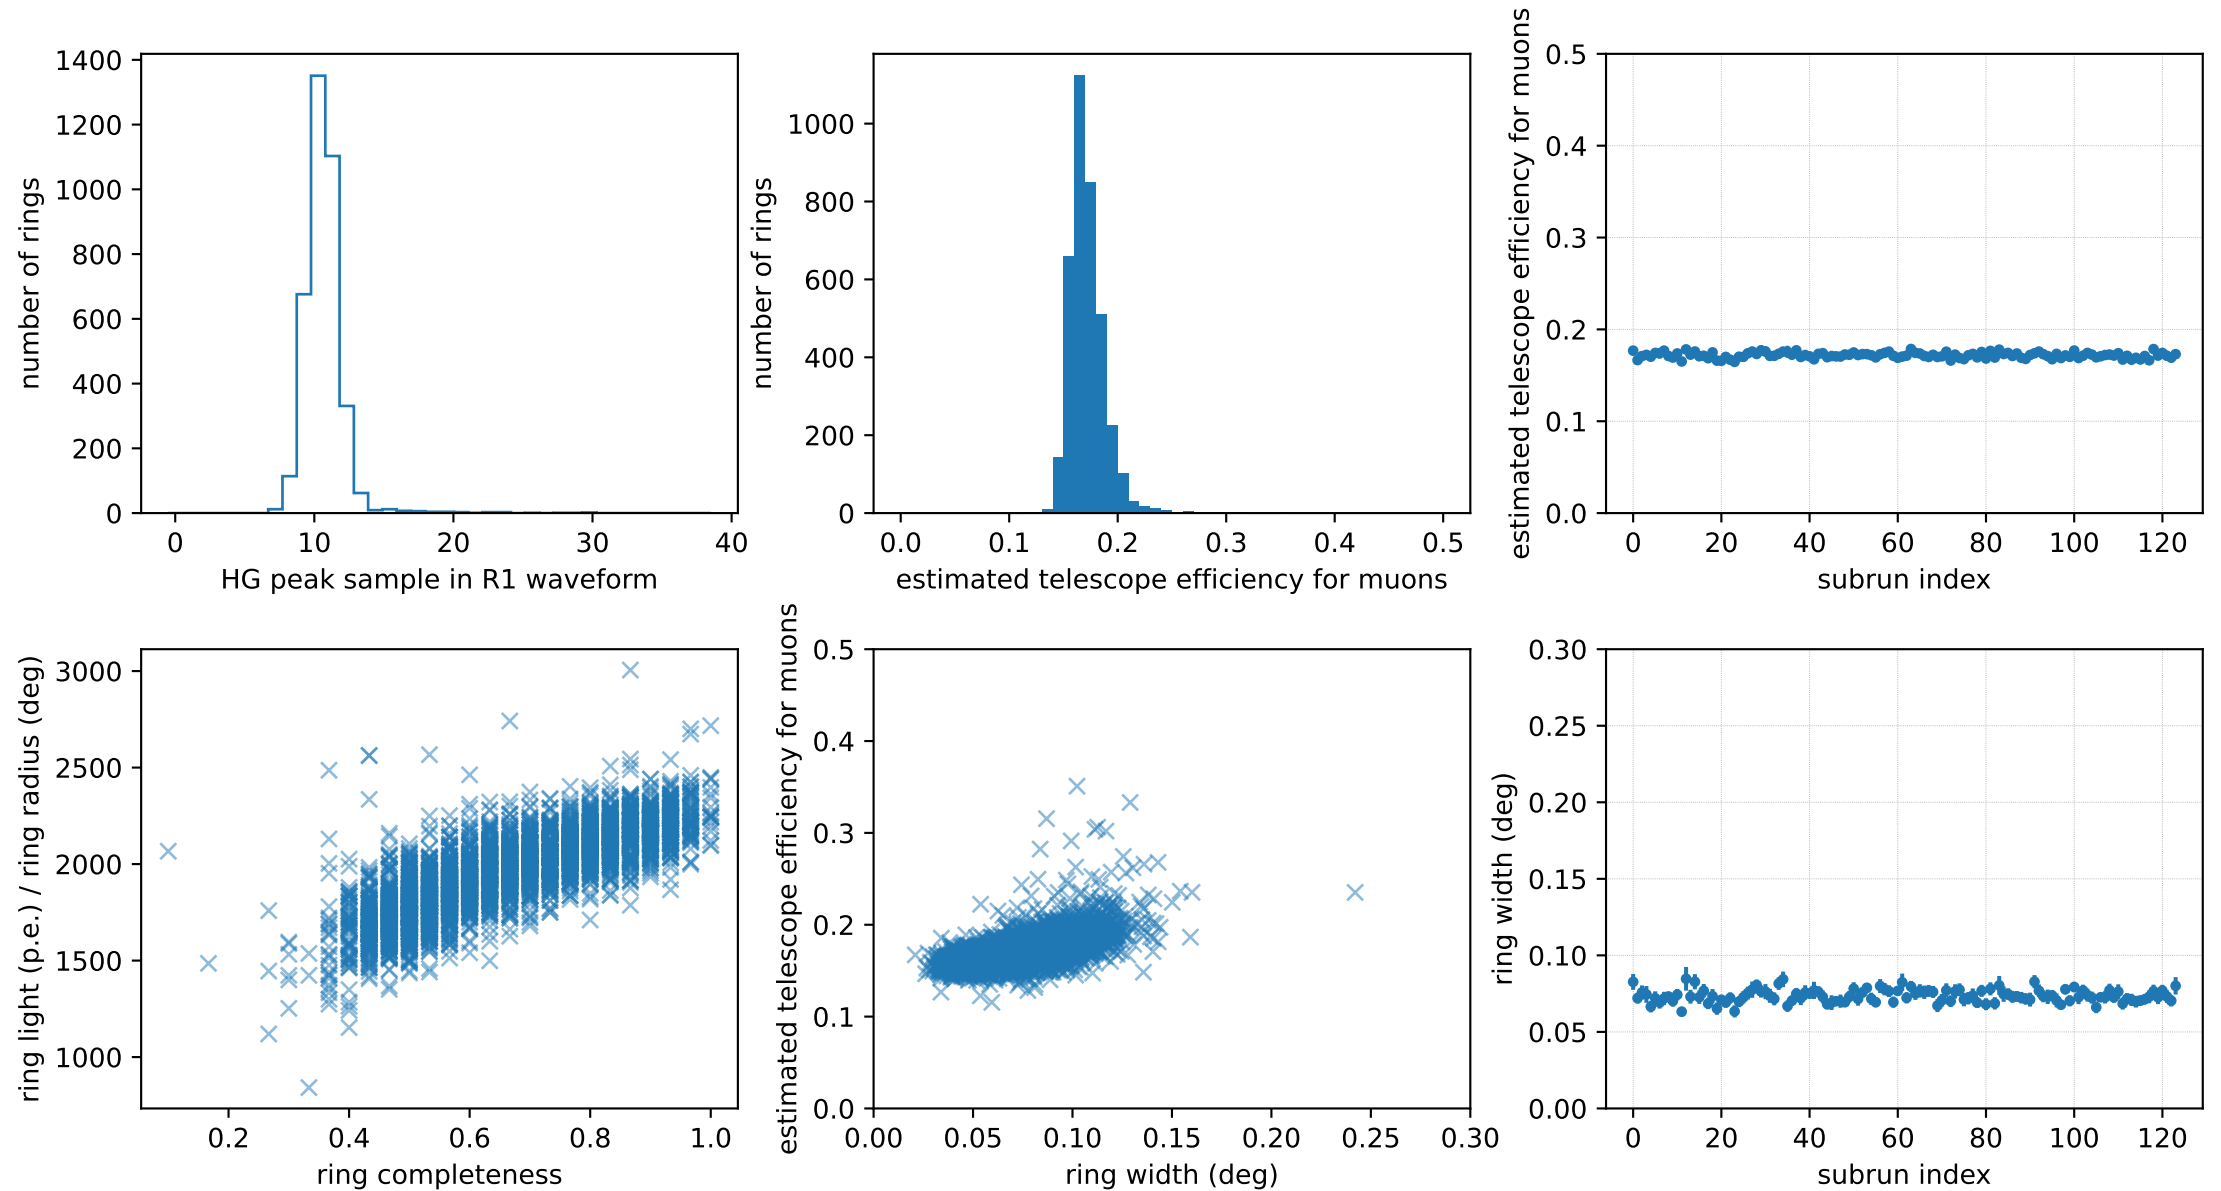 1400
1200
1000
800
600
400
200
0
number of rings
0 10 20 30 40
HG peak sample in R1 waveform
1000
800
600
400
200
0
number of rings
0.0 0.1 0.2 0.3 0.4 0.5
estimated telescope efficiency for muons
0.5
0.4
0.3
0.2
0.1
0.0
estimated telescope efficiency for muons
0 20 40 60 80 100 120
subrun index
3000
2500
2000
1500
1000
ring light (p.e.) / ring radius (deg)
0.2 0.4 0.6 0.8 1.0
ring completeness
0.5
0.4
0.3
0.2
0.1
0.0
estimated telescope efficiency for muons
0.00 0.05 0.10 0.15 0.20 0.25 0.30
ring width (deg)
0.30
0.25
0.20
0.15
0.10
0.05
0.00
ring width (deg)
0 20 40 60 80 100 120
subrun index